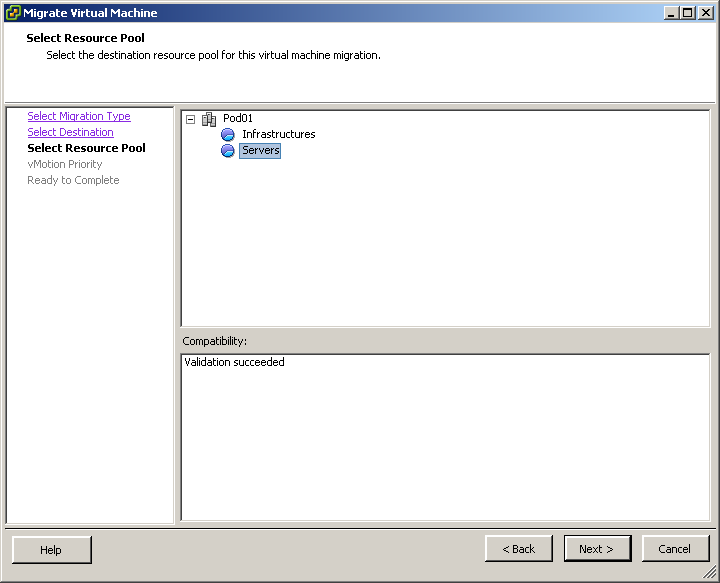 Migrate Virtual Machine
Select Resource Pool
Select the destination resource pool for this virtual machine migration.
Select Migration Type
Select Destination
Select Resource Pool
vMotion Priority
Ready to Complete
Pod01
Infrastructures
Servers
Compatibility:
Validation succeeded
Help
< Back
Next >
Cancel